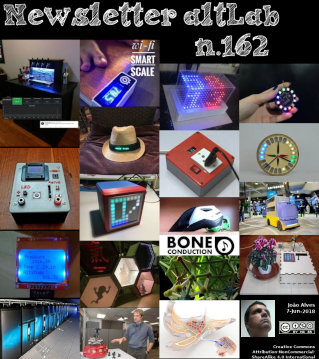 Newsletter altLab
n.162
wi-fi
SMART
SCALE
BONE
CONDUCTION
João Alves
7-Jun-2018
Creative Commons
Attribution-NonCommercial-
ShareAlike 4.0 International